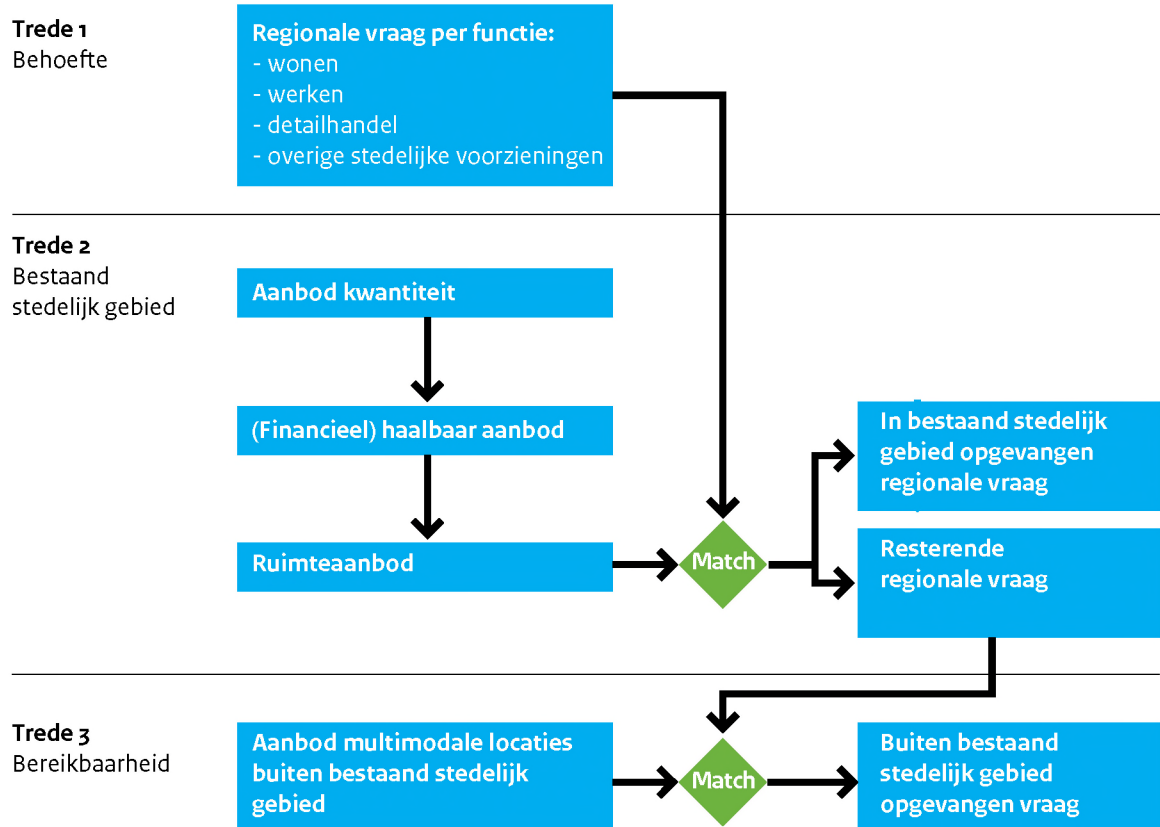 Trede 1
Behoefte
Regionale vraag per functie:
- wonen
- werken
- detailhandel
- overige stedelijke voorzieningen
Trede 2
Bestaand
stedelijk gebied
Aanbod kwantiteit
(Financieel) haalbaar aanbod
Ruimteaanbod
Match
In bestaand stedelijk
gebied opgevangen
regionale vraag
Resterende
regionale vraag
Trede 3
Bereikbaarheid
Aanbod multimodale locaties
buiten bestaand stedelijk
gebied
Match
Buiten bestaand
stedelijk gebied
opgevangen vraag